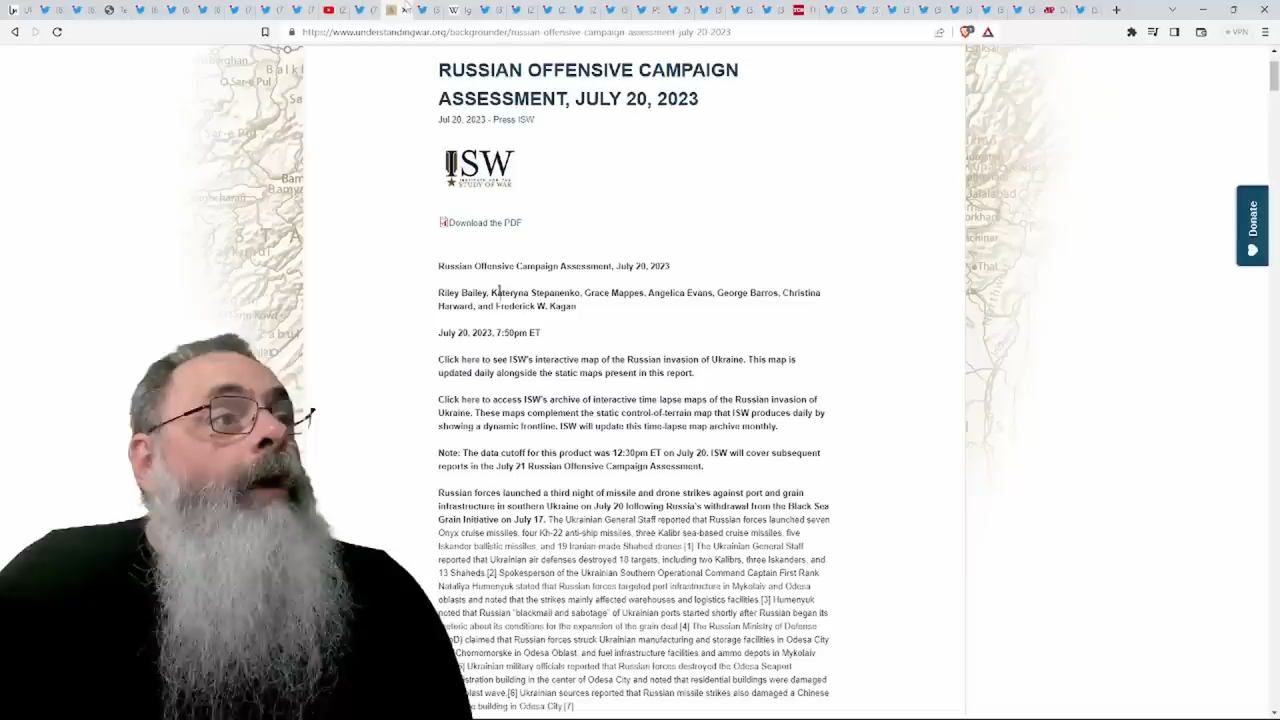 https://www.understandingwar.org/backgrounder/russian-offensive-campaign-assessment-july-20-2023
VPN
RUSSIAN OFFENSIVE CAMPAIGN
ASSESSMENT, JULY 20, 2023
Jul 20, 2023 - Press ISW
ISW
INSTITUTE FOR THE
STUDY OF WAR
Download the PDF
Donate
Russian Offensive Campaign Assessment, July 20, 2023
Riley Bailey, Kateryna Stepanenko, Grace Mappes, Angelica Evans, George Barros, Christina
Harward, and Frederick W. Kagan
July 20, 2023, 7:50pm ET
Click here to see ISW's interactive map of the Russian invasion of Ukraine. This map is
updated daily alongside the static maps present in this report.
Click here to access ISW's archive of interactive time lapse maps of the Russian invasion of
Ukraine. These maps complement the static control-of-terrain map that ISW produces daily by
showing a dynamic frontline. ISW will update this time-lapse map archive monthly.
Note: The data cutoff for this product was 12:30pm ET on July 20. ISW will cover subsequent
reports in the July 21 Russian Offensive Campaign Assessment.
Russian forces launched a third night of missile and drone strikes against port and grain
infrastructure in southern Ukraine on July 20 following Russia's withdrawal from the Black Sea
Grain Initiative on July 17. The Ukrainian General Staff reported that Russian forces launched seven
Onyx cruise missiles, four Kh-22 anti-ship missiles, three Kalibr sea-based cruise missiles, five
Iskander ballistic missiles, and 19 Iranian-made Shahed drones.[1] The Ukrainian General Staff
reported that Ukrainian air defenses destroyed 18 targets, including two Kalibrs, three Iskanders, and
13 Shaheds.[2] Spokesperson of the Ukrainian Southern Operational Command Captain First Rank
Nataliya Humenyuk stated that Russian forces targeted port infrastructure in Mykolaiv and Odesa
oblasts and noted that the strikes mainly affected warehouses and logistics facilities.[3] Humenyuk
noted that Russian "blackmail and sabotage" of Ukrainian ports started shortly after Russian began its
rhetoric about its conditions for the expansion of the grain deal.[4] The Russian Ministry of Defense
claimed that Russian forces struck Ukrainian manufacturing and storage facilities in Odesa City
Chornomorske in Odesa Oblast, and fuel infrastructure facilities and ammo depots in Mykolaiv
Ukrainian military officials reported that Russian forces destroyed the Odesa Seaport
building in the center of Odesa City and noted that residential buildings were damaged
wave.[6] Ukrainian sources reported that Russian missile strikes also damaged a Chinese
building in Odesa City.[7]